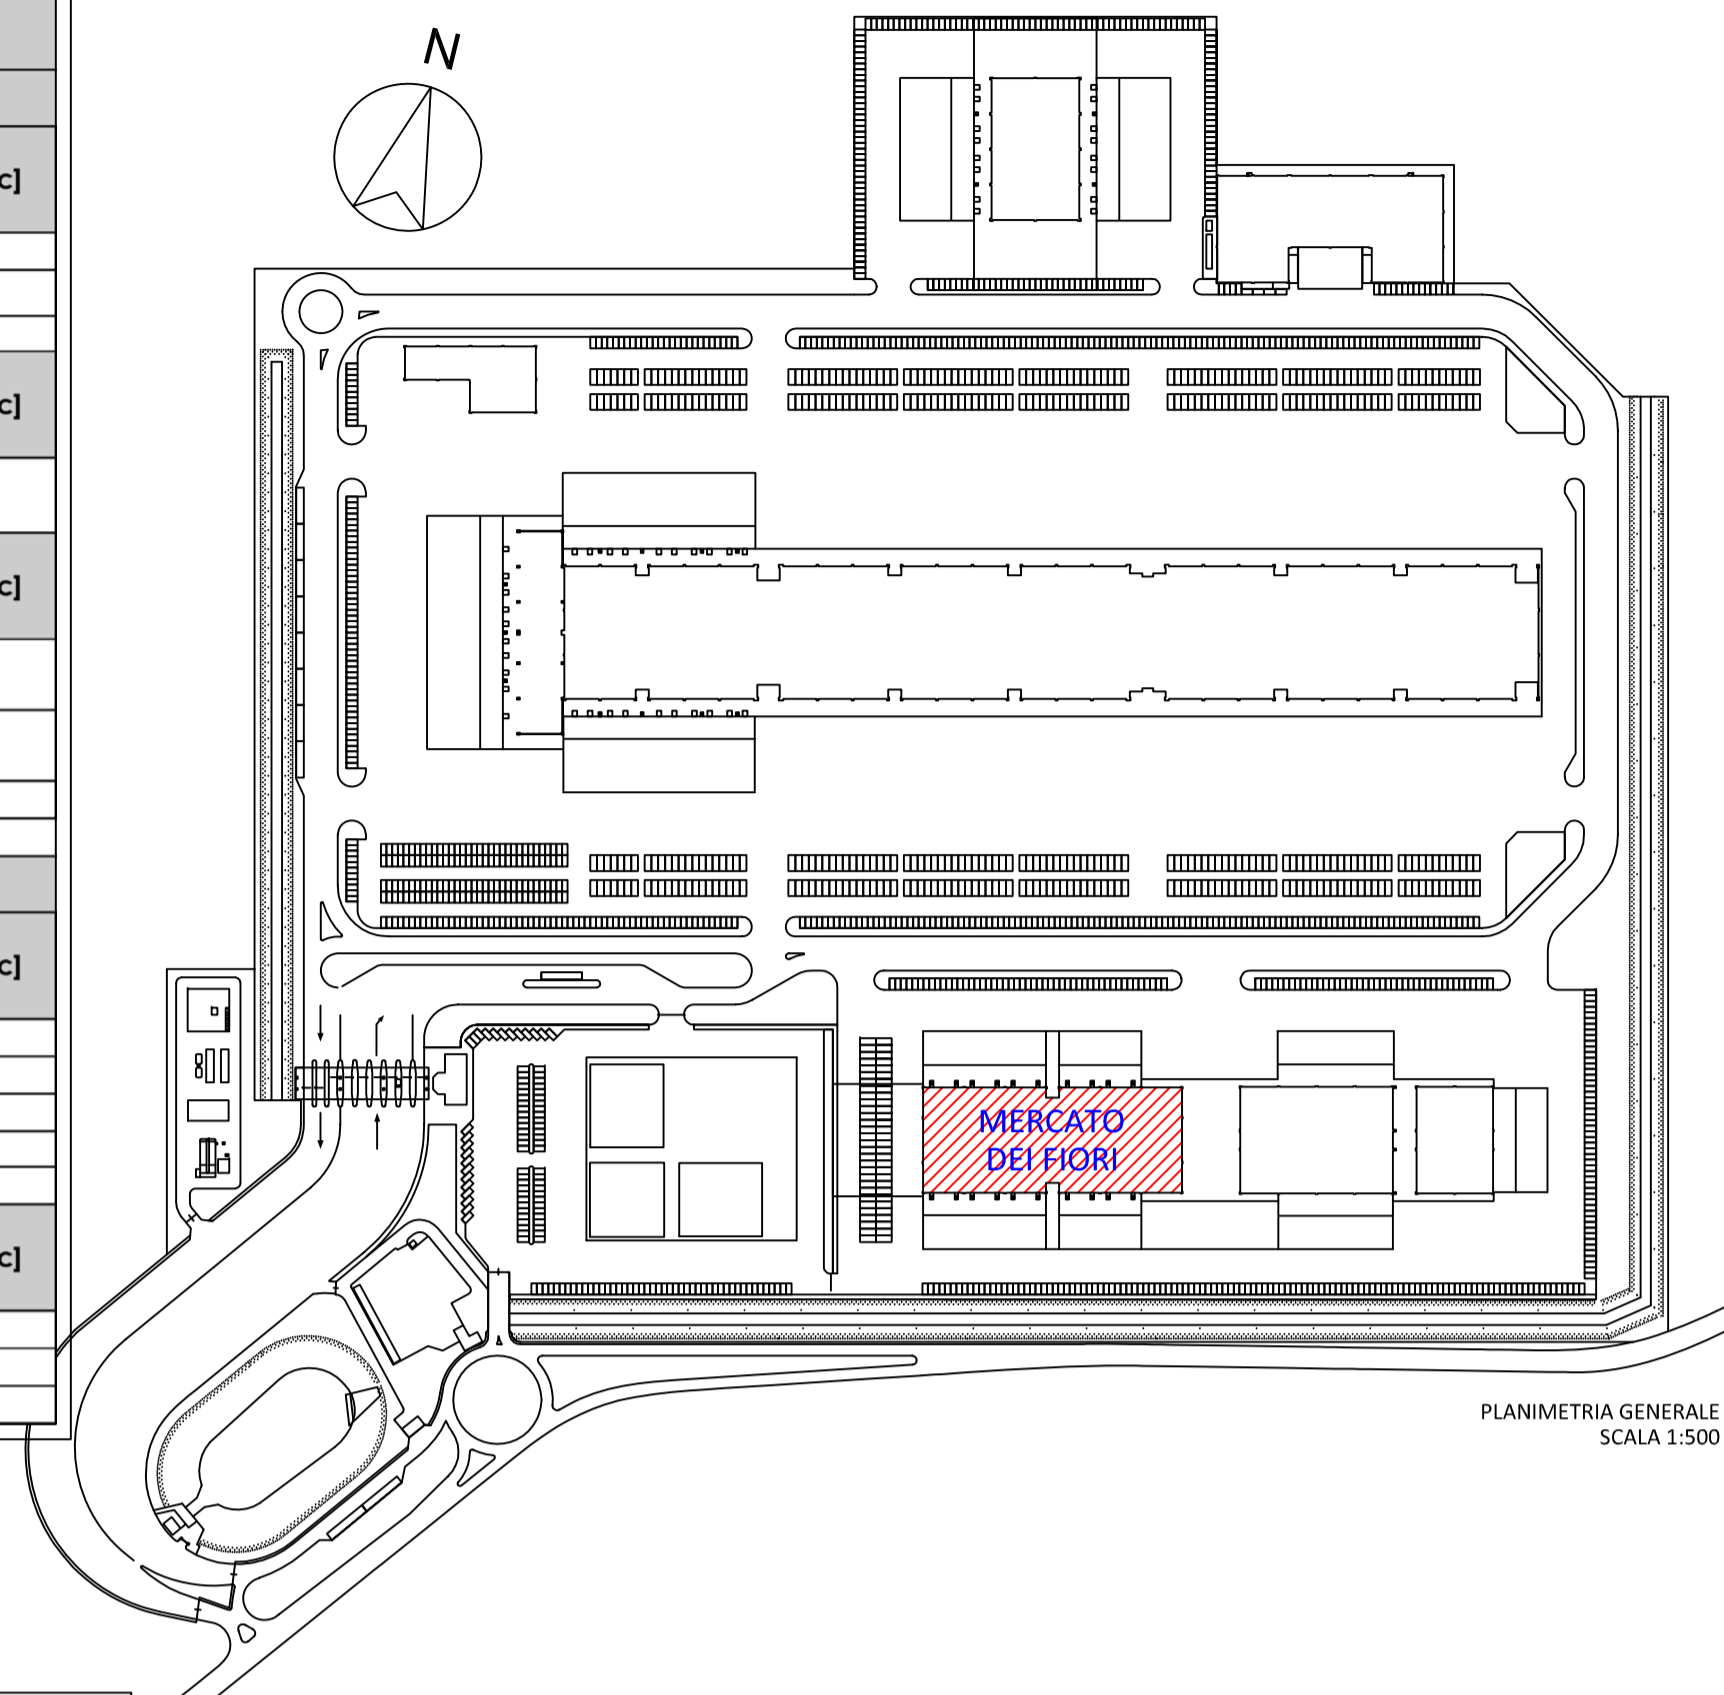 N
c]
c]
c]
c]
c]
MERCATO
DEI FIORI
PLANIMETRIA GENERALE
SCALA 1:500